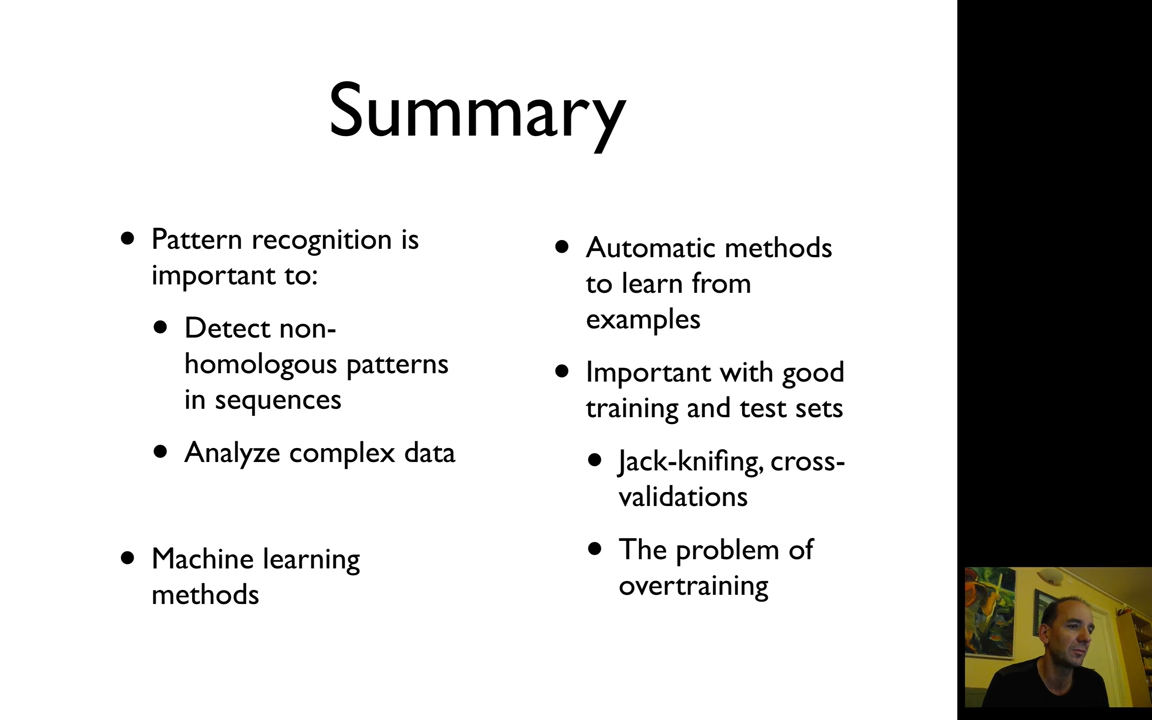 Summary
• Pattern recognition is
important to:
• Detect non-
homologous patterns
in sequences
• Analyze complex data
• Machine learning
methods
• Automatic methods
to learn from
examples
• Important with good
training and test sets
• Jack-knifing, cross-
validations
• The problem of
overtraining